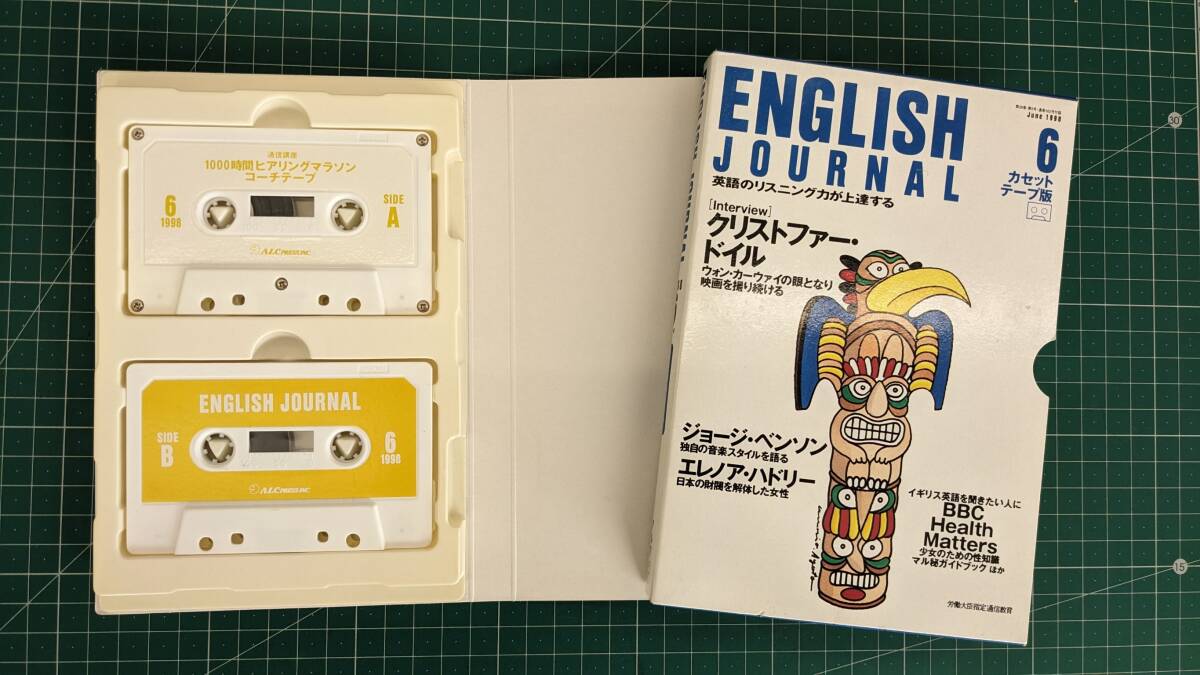 通信講座
1000時間ヒアリングマラソン
コーチテープ
6
1998
SIDE
A
ALC PRESS INC.
ENGLISH JOURNAL
SIDE
B
6
1998
ALC PRESS INC.
ENGLISH
JOURNAL
英語のリスニング力が上達する
June 1998
6
カセット
テープ版
[Interview]
クリストファー・
ドイル
ウォン・カーウァイの眼となり
映画を撮り続ける
ジョージ・ベンソン
独自の音楽スタイルを語る
エレノア・ハドリー
日本の財閥を解体した女性
イギリス英語を聞きたい人に
BBC
Health
Matters
少女のための性知識
マル秘ガイドブック ほか
労働大臣指定通信教育
30
15